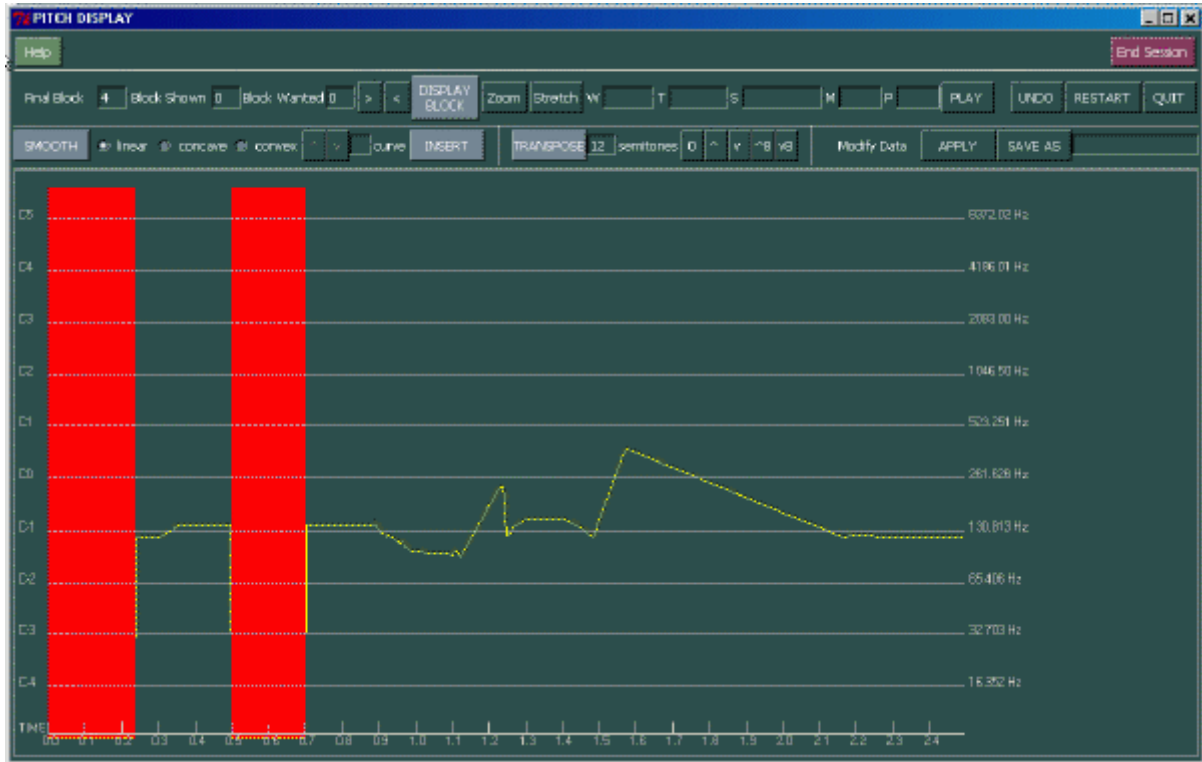 PITCH DISPLAY
Help End Session
Final Block 4 Block Shown 0 Block Wanted 0 > < DISPLAY BLOCK Zoom Stretch W T S M P PLAY UNDO RESTART QUIT
SMOOTH linear concave convex curve INSERT TRANSPOSE 12 semitones 0 ^ v ^8 v8 Modify Data APPLY SAVE AS
C5 8372.02 Hz
C4 4186.01 Hz
C3 2093.00 Hz
C2 1046.50 Hz
C1 523.251 Hz
C0 261.626 Hz
C-1 130.813 Hz
C-2 65.406 Hz
C-3 32.703 Hz
C-4 16.352 Hz
TIME
0.0 0.1 0.2 0.3 0.4 0.5 0.6 0.7 0.8 0.9 1.0 1.1 1.2 1.3 1.4 1.5 1.6 1.7 1.8 1.9 2.0 2.1 2.2 2.3 2.4